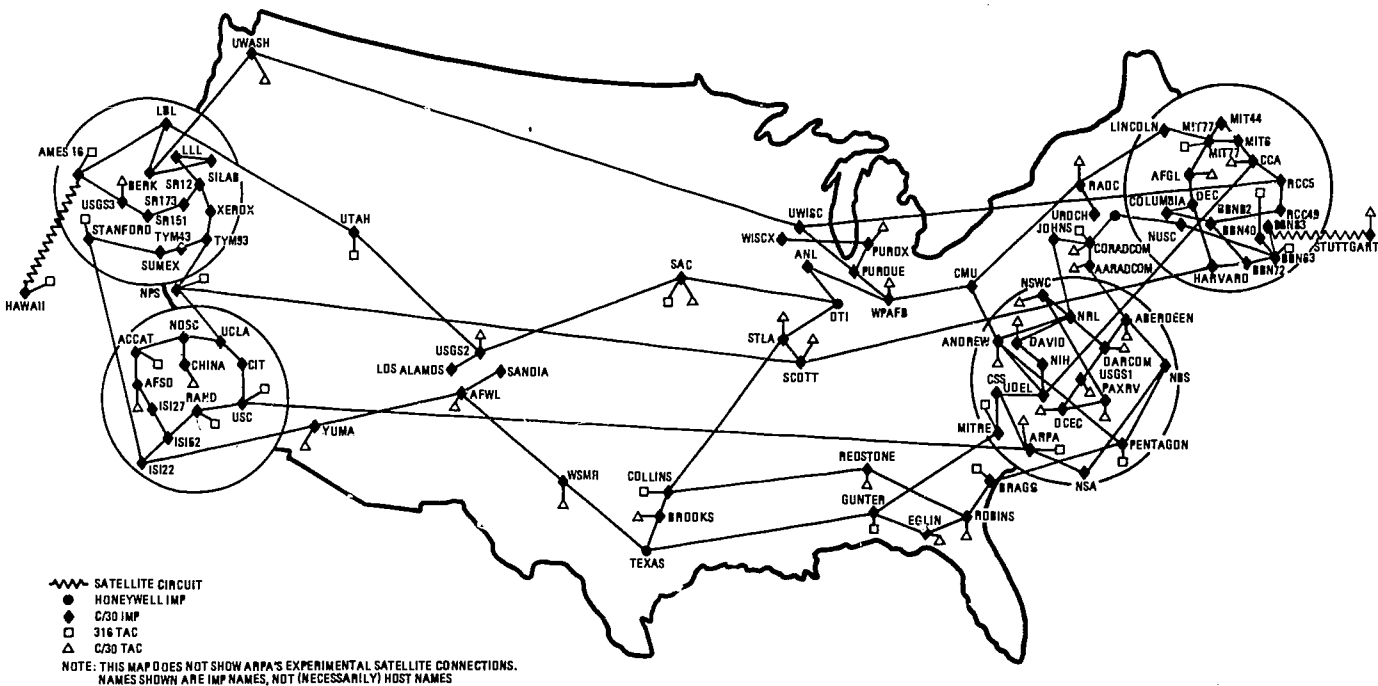 UWASH
LBL
AMES 16
LLL
BERK
SILAB
SR12
USGS3
SR173
SR151
XEROX
STANFORD
TYM43
TYM93
SUMEX
HAWAII
NPS
UTAH
ACCAT
NOSC
UCLA
CHINA
CIT
AFSD
ISI27
RAND
USC
ISI62
ISI22
YUMA
SAC
USGS2
LOS ALAMOS
SANDIA
AFWL
WSMR
COLLINS
BROOKS
TEXAS
UWISC
WISCX
PURDX
ANL
PURDUE
DTI
WPAFB
STLA
SCOTT
CMU
REDSTONE
GUNTER
EGLIN
ROBINS
BRAGG
LINCOLN
MIT77
MIT44
MIT6
MIT77
CCA
RADC
AFGL
RCC5
DEC
COLUMBIA
BBN82
RCC49
UROCH
BBN40
BBN83
JOHNS
CORADCOM
NUSC
STUTTGART
AARADCOM
HARVARD
BBN72
BBN63
NSWC
NRL
ABERDEEN
ANDREW
DAVID
DARCOM
NIH
USGS1
NBS
CSS
UDEL
PAXRV
DCEC
MITRE
ARPA
PENTAGON
NSA
SATELLITE CIRCUIT
HONEYWELL IMP
C/30 IMP
316 TAC
C/30 TAC
NOTE: THIS MAP DOES NOT SHOW ARPA'S EXPERIMENTAL SATELLITE CONNECTIONS.
NAMES SHOWN ARE IMP NAMES, NOT (NECESSARILY) HOST NAMES